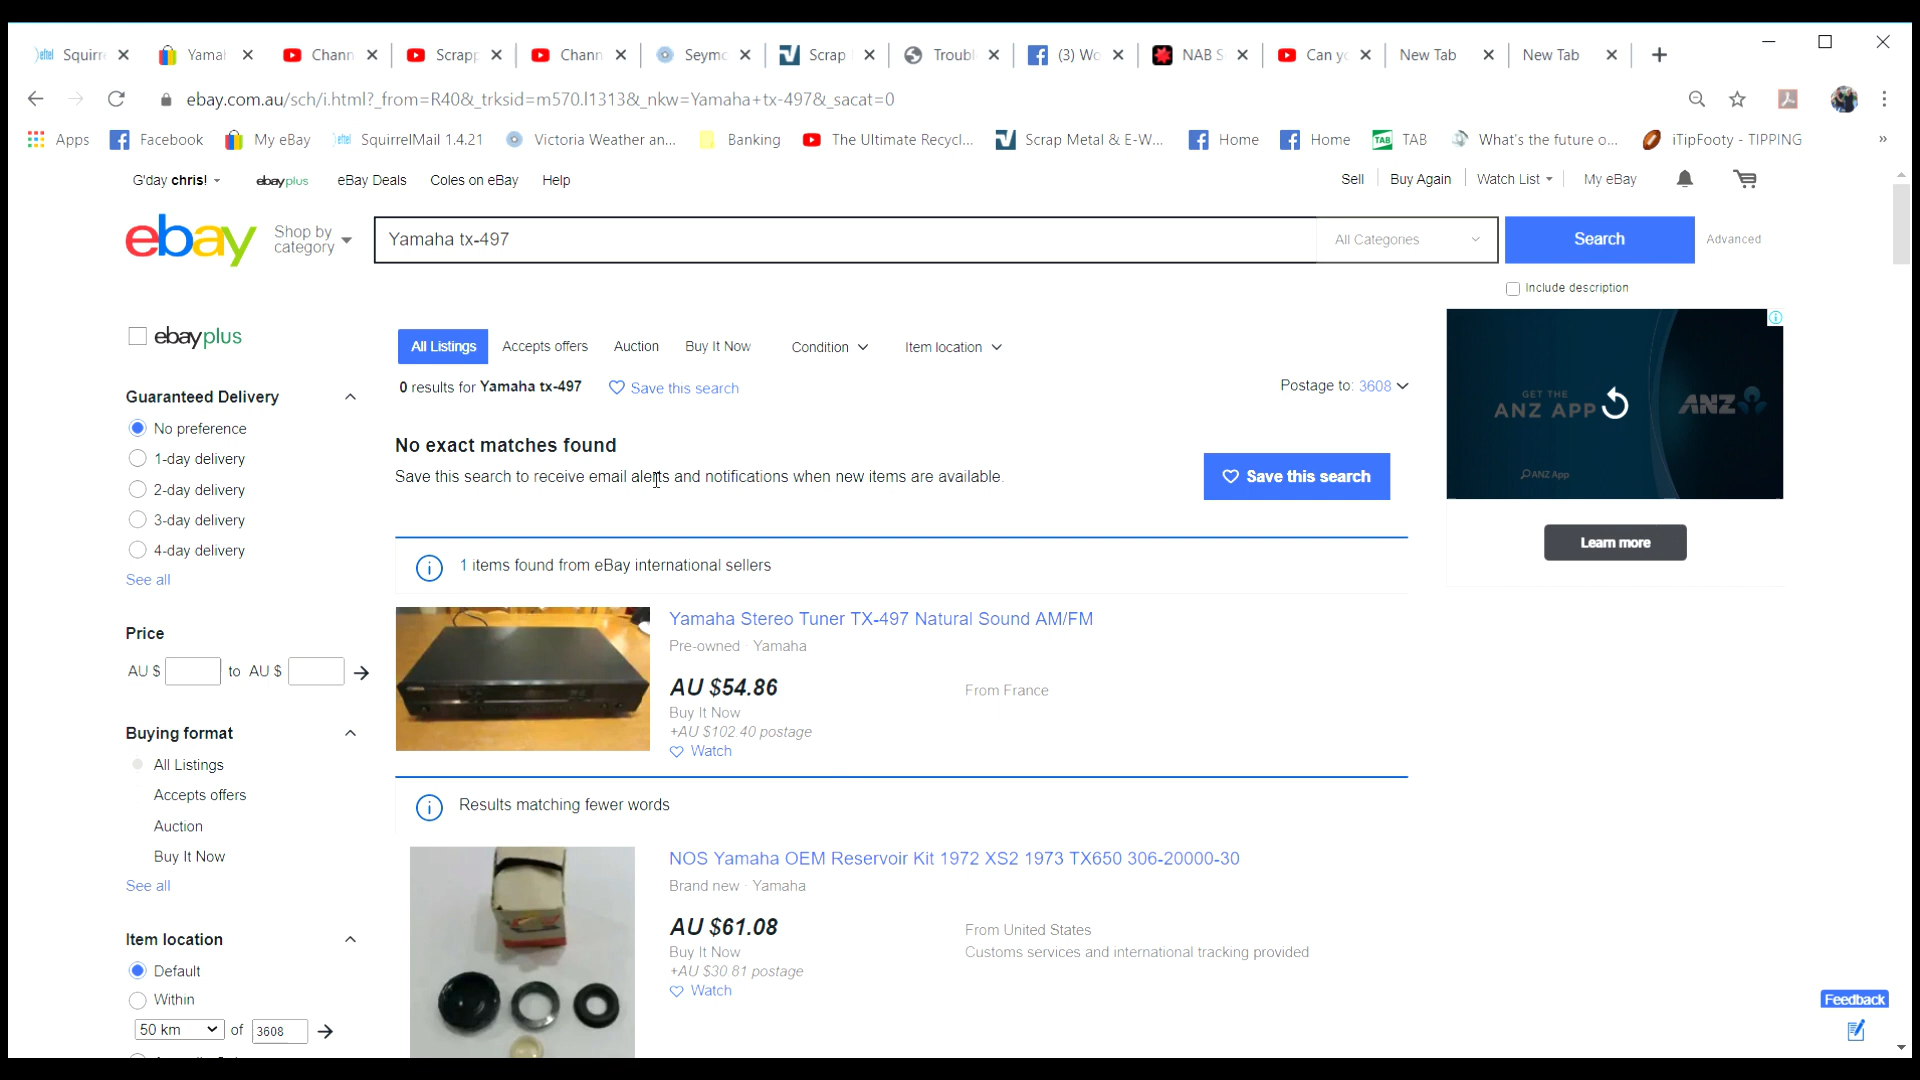 Squirre
Yamal
Chann
Scrapp
Chann
Seymc
Scrap
Troubl
(3) Wo
NAB S
Can yo
New Tab
New Tab
ebay.com.au/sch/i.html?_from=R40&_trksid=m570.l1313&_nkw=Yamaha+tx-497&_sacat=0
Apps
Facebook
My eBay
SquirrelMail 1.4.21
Victoria Weather an...
Banking
The Ultimate Recycl...
Scrap Metal & E-W...
Home
Home
TAB
TAB
What's the future o...
iTipFooty - TIPPING
»
G'day chris!
ebayplus
eBay Deals
Coles on eBay
Help
Sell
Buy Again
Watch List
My eBay
ebay
Shop by
category
Yamaha tx-497
All Categories
Search
Advanced
Include description
ebayplus
All Listings
Accepts offers
Auction
Buy It Now
Condition
Item location
0 results for Yamaha tx-497
Save this search
Postage to: 3608
GET THE
ANZ APP
ANZ
ANZ App
Learn more
Guaranteed Delivery
No preference
1-day delivery
2-day delivery
3-day delivery
4-day delivery
See all
No exact matches found
Save this search to receive email alerts and notifications when new items are available.
Save this search
1 items found from eBay international sellers
Price
AU $ to AU $
Yamaha Stereo Tuner TX-497 Natural Sound AM/FM
Pre-owned · Yamaha
AU $54.86
From France
Buy It Now
+AU $102.40 postage
Watch
Buying format
All Listings
Accepts offers
Auction
Buy It Now
See all
Results matching fewer words
NOS Yamaha OEM Reservoir Kit 1972 XS2 1973 TX650 306-20000-30
Brand new · Yamaha
AU $61.08
From United States
Buy It Now
Customs services and international tracking provided
+AU $30.81 postage
Watch
Item location
Default
Within
50 km of 3608
Feedback